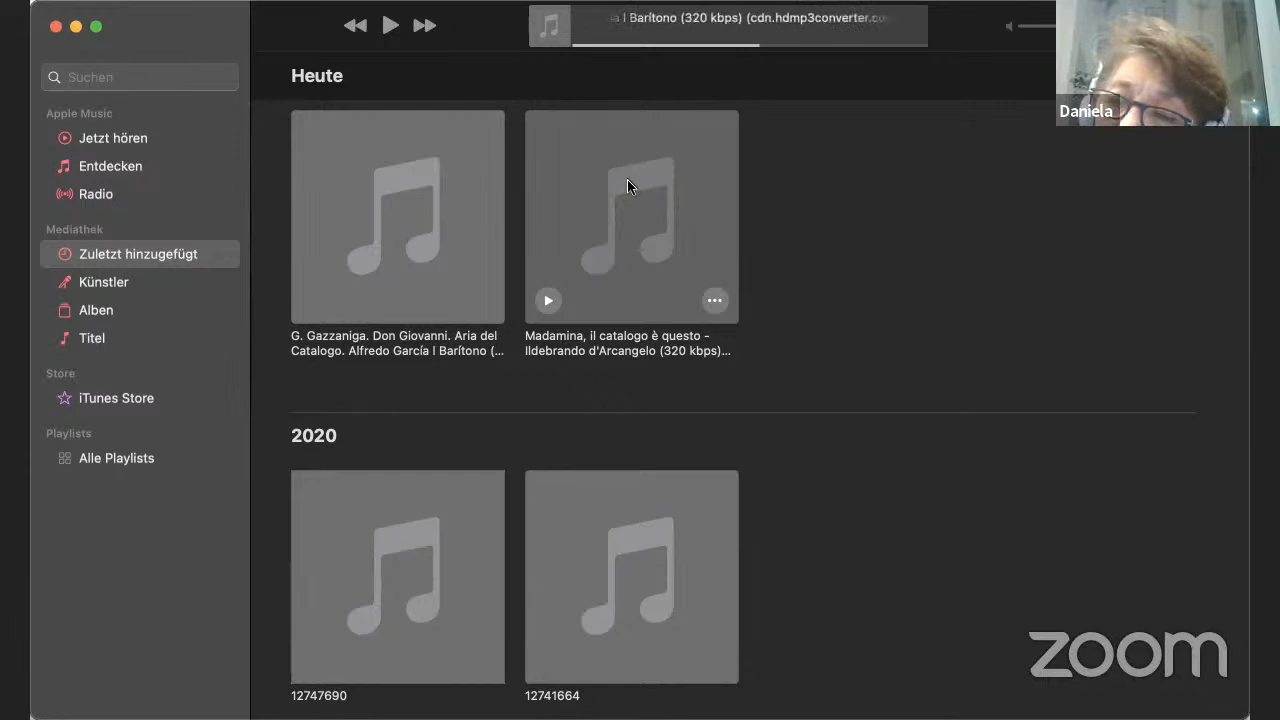 a | Barítono (320 kbps) (cdn.hdmp3converter.co
Daniela
Suchen
Heute
Apple Music
Jetzt hören
Entdecken
Radio
Mediathek
Zuletzt hinzugefügt
Künstler
Alben
Titel
Store
iTunes Store
Playlists
Alle Playlists
G. Gazzaniga. Don Giovanni. Aria del
Catalogo. Alfredo García | Barítono (...
Madamina, il catalogo è questo -
Ildebrando d'Arcangelo (320 kbps)...
2020
12747690
12741664
zoom